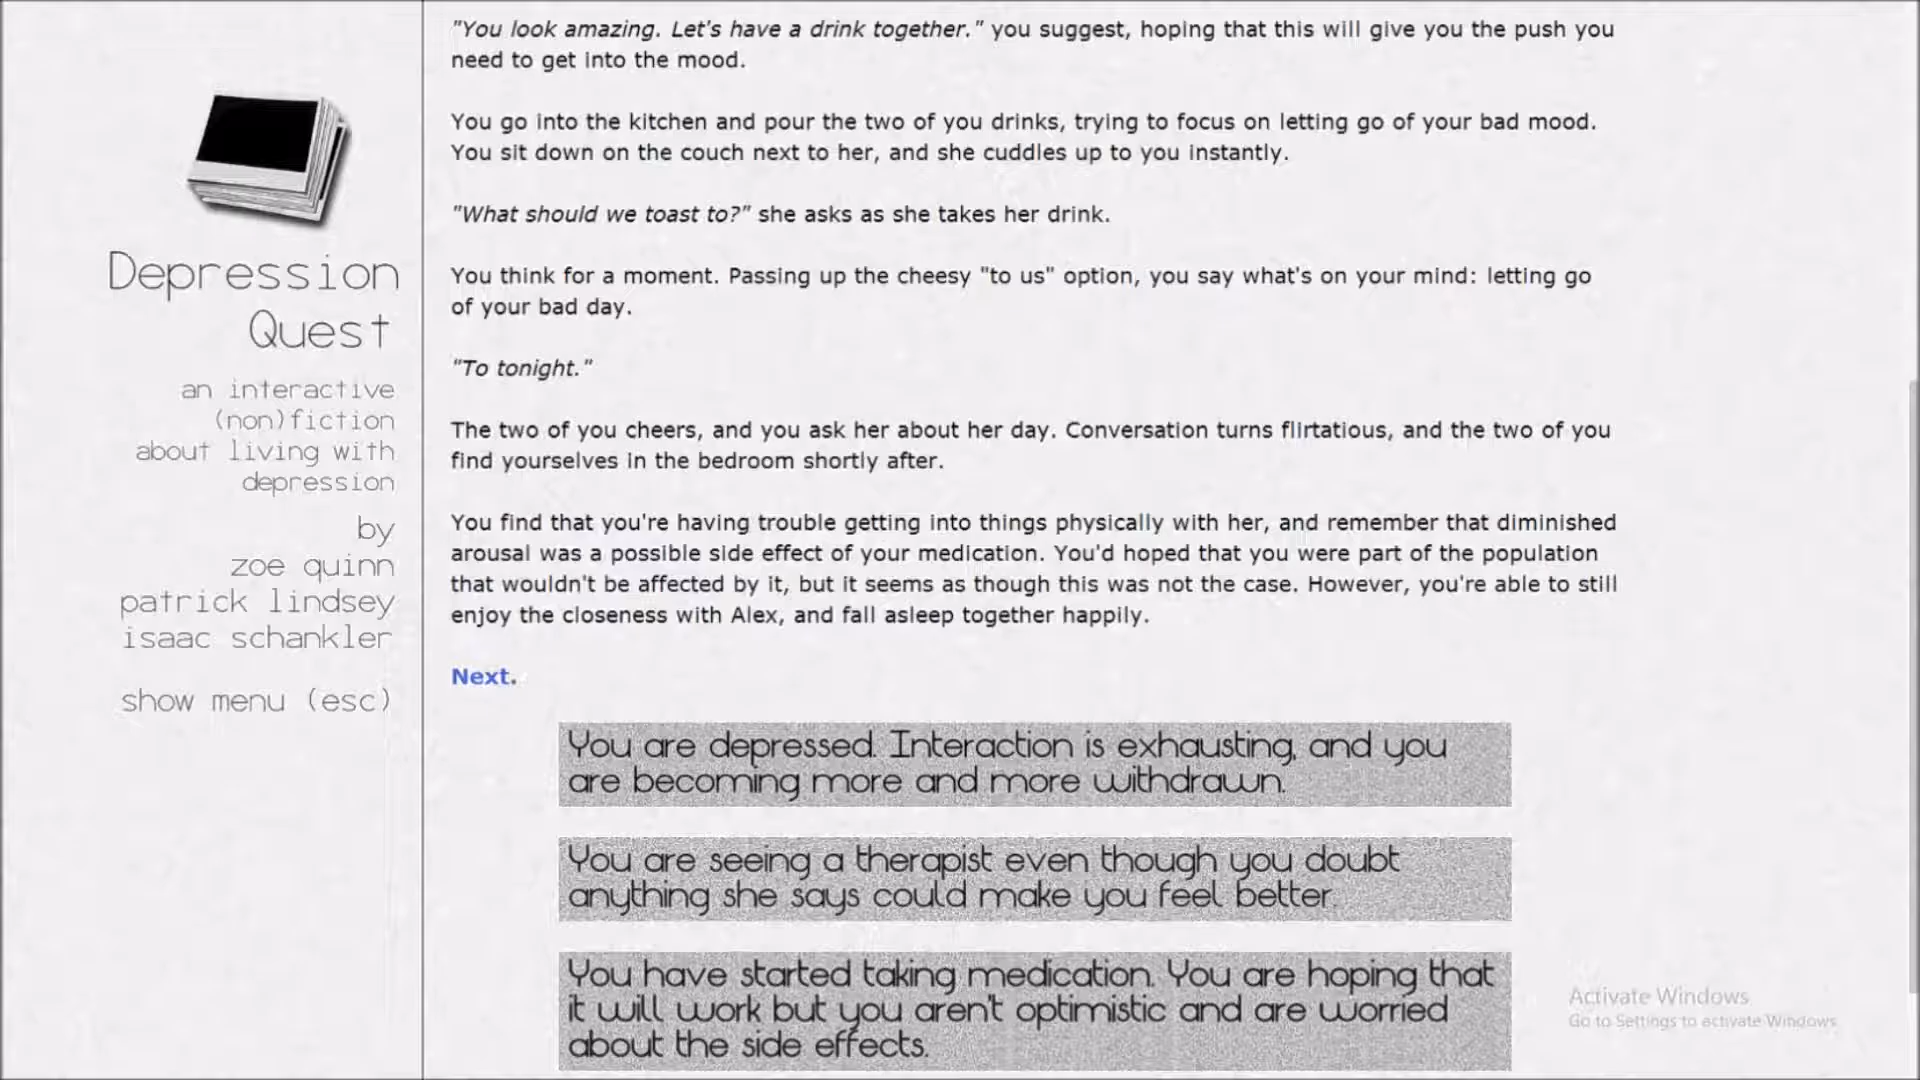 Depression
Quest
an interactive
(non)fiction
about living with
depression
by
zoe quinn
patrick lindsey
isaac schankler
show menu (esc)
"You look amazing. Let's have a drink together." you suggest, hoping that this will give you the push you
need to get into the mood.
You go into the kitchen and pour the two of you drinks, trying to focus on letting go of your bad mood.
You sit down on the couch next to her, and she cuddles up to you instantly.
"What should we toast to?" she asks as she takes her drink.
You think for a moment. Passing up the cheesy "to us" option, you say what's on your mind: letting go
of your bad day.
"To tonight."
The two of you cheers, and you ask her about her day. Conversation turns flirtatious, and the two of you
find yourselves in the bedroom shortly after.
You find that you're having trouble getting into things physically with her, and remember that diminished
arousal was a possible side effect of your medication. You'd hoped that you were part of the population
that wouldn't be affected by it, but it seems as though this was not the case. However, you're able to still
enjoy the closeness with Alex, and fall asleep together happily.
Next.
You are depressed. Interaction is exhausting, and you
are becoming more and more withdrawn.
You are seeing a therapist even though you doubt
anything she says could make you feel better.
You have started taking medication. You are hoping that
it will work but you aren't optimistic and are worried
about the side effects.
Activate Windows
Go to Settings to activate Windows.